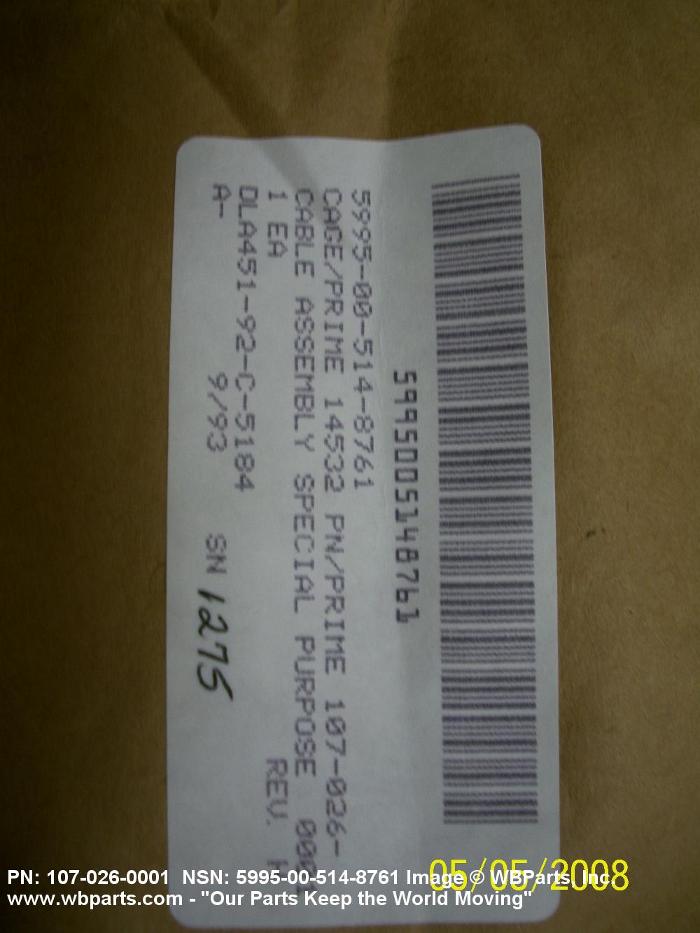 5995005148761
5995-00-514-8761
CAGE/PRIME 14532 PN/PRIME 107-026-
CABLE ASSEMBLY SPECIAL PURPOSE 0001
1 EA REV.
DLA451-92-C-5184
A- 9/93 SN 1275
05/05/2008
PN: 107-026-0001 NSN: 5995-00-514-8761 Image © WBParts, Inc.
www.wbparts.com - "Our Parts Keep the World Moving"